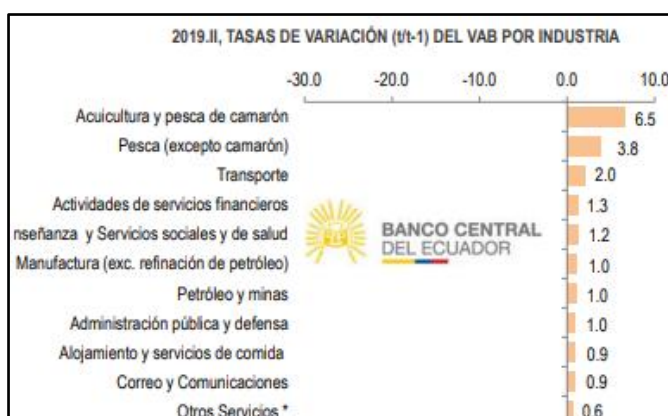 2019.II, TASAS DE VARIACIÓN (t/t-1) DEL VAB POR INDUSTRIA
-30.0 -20.0 -10.0 0.0 10.0
Acuicultura y pesca de camarón 6.5
Pesca (excepto camarón) 3.8
Transporte 2.0
Actividades de servicios financieros 1.3
nseñanza y Servicios sociales y de salud 1.2
BANCO CENTRAL
DEL ECUADOR
Manufactura (exc. refinación de petróleo) 1.0
Petróleo y minas 1.0
Administración pública y defensa 1.0
Alojamiento y servicios de comida 0.9
Correo y Comunicaciones 0.9
Otros Servicios * 0.6